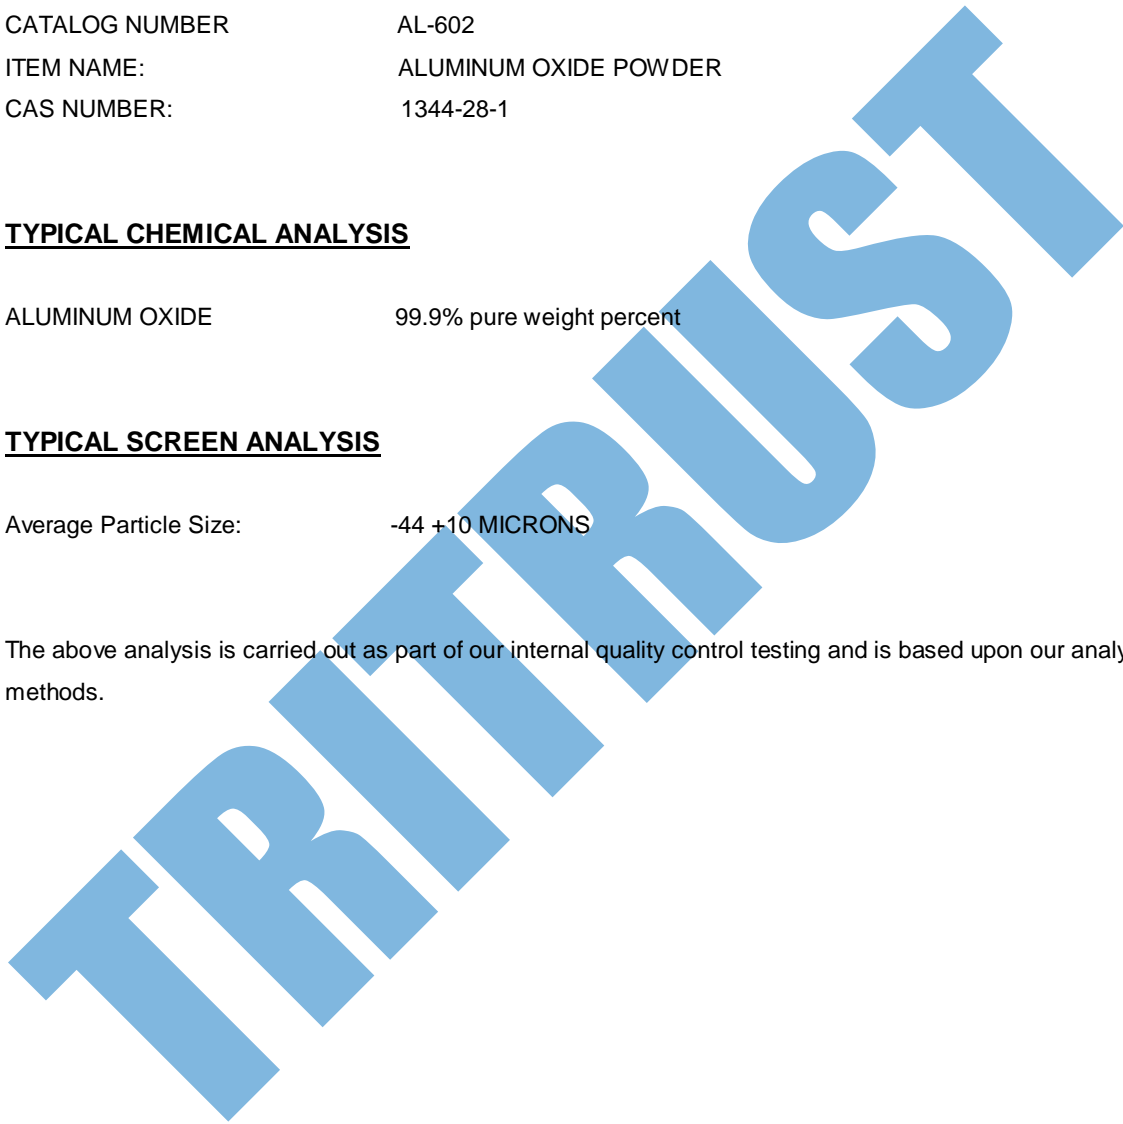 CATALOG NUMBER AL-602
ITEM NAME: ALUMINUM OXIDE POWDER
CAS NUMBER: 1344-28-1
TYPICAL CHEMICAL ANALYSIS
ALUMINUM OXIDE 99.9% pure weight percent
TYPICAL SCREEN ANALYSIS
Average Particle Size: -44 +10 MICRONS
The above analysis is carried out as part of our internal quality control testing and is based upon our
methods.
TRITRUST